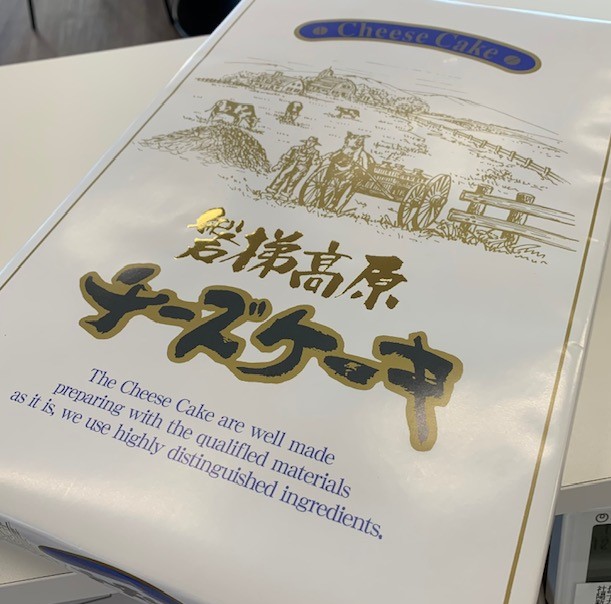 Cheese Cake
磐梯高原
チーズケーキ
The Cheese Cake are well made
preparing with the qualified materials
as it is, we use highly distinguished ingredients,